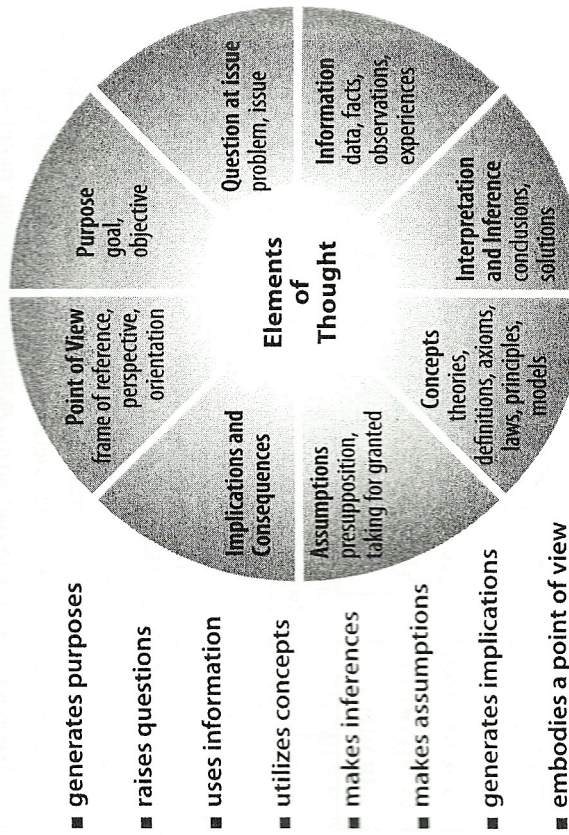 ■ generates purposes
■ raises questions
■ uses information
■ utilizes concepts
■ makes inferences
■ makes assumptions
■ generates implications
■ embodies a point of view
Elements
of
Thought
Purpose
goal,
objective
Question at issue
problem, issue
Information
data, facts,
observations,
experiences
Interpretation
and Inference
conclusions,
solutions
Concepts
theories,
definitions, axioms,
laws, principles,
models
Assumptions
presupposition,
taking for granted
Implications and
Consequences
Point of View
frame of reference,
perspective,
orientation